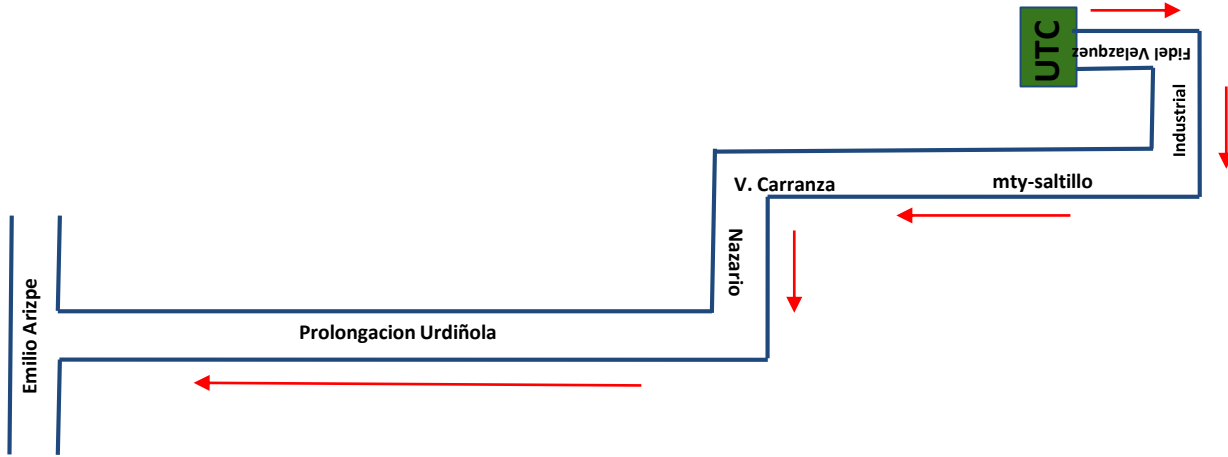 UTC
Fidel Velazquez
Industrial
V. Carranza
mty-saltillo
Nazario
Prolongacion Urdiñola
Emilio Arizpe